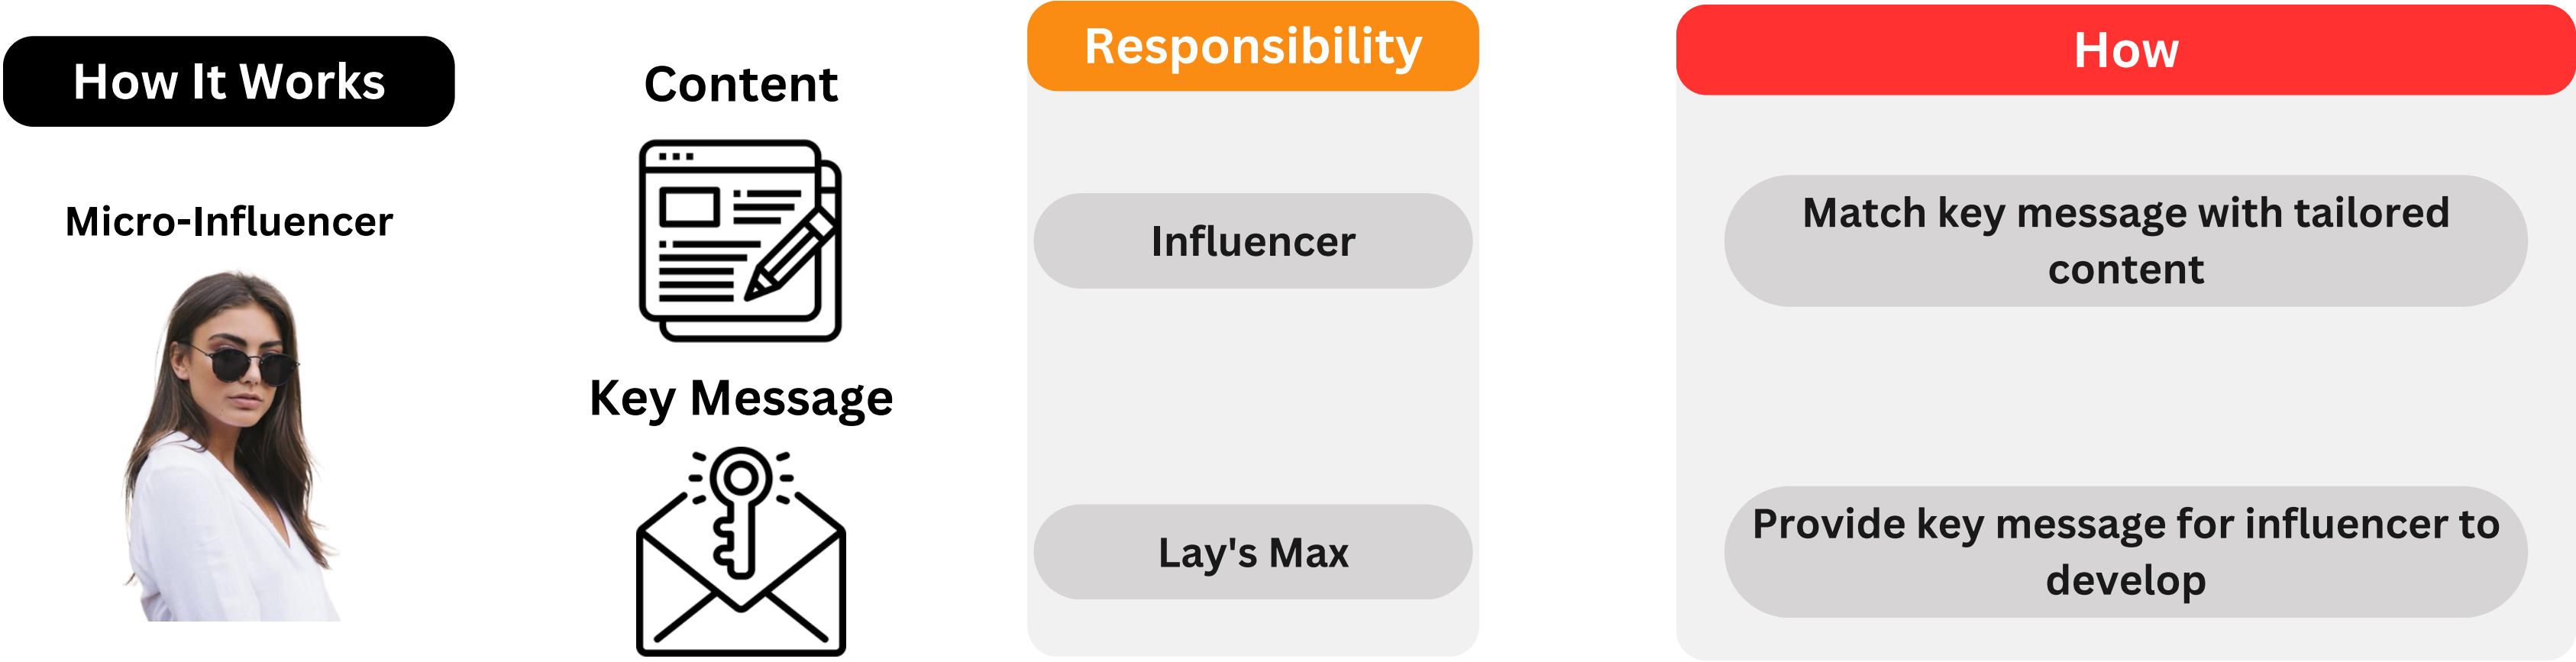 How It Works
Micro-Influencer
Content
Key Message
Responsibility
Influencer
Lay's Max
How
Match key message with tailored
content
Provide key message for influencer to
develop